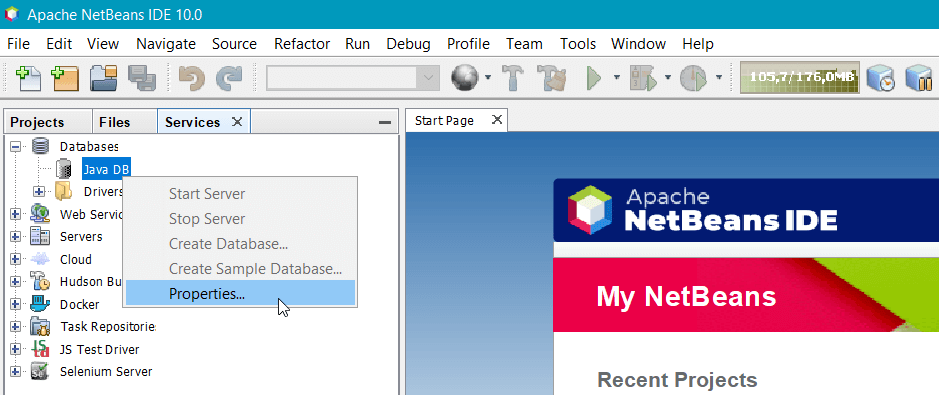 Apache NetBeans IDE 10.0
File Edit View Navigate Source Refactor Run Debug Profile Team Tools Window Help
105,7/176,0MB
Projects Files Services
Start Page
Databases
Java DB
Drivers
Web Servic
Servers
Cloud
Hudson Bu
Docker
Task Repositories
JS Test Driver
Selenium Server
Start Server
Stop Server
Create Database...
Create Sample Database...
Properties...
Apache
NetBeans IDE
My NetBeans
Recent Projects